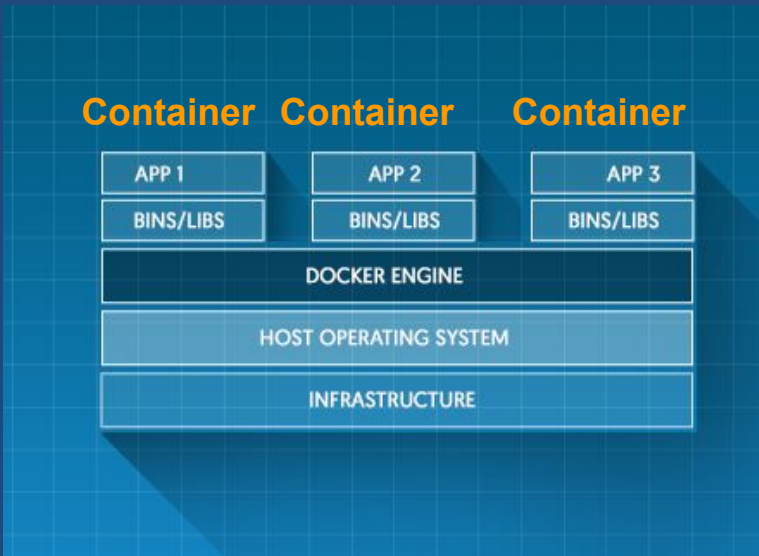 Container Container Container
APP 1 APP 2 APP 3
BINS/LIBS BINS/LIBS BINS/LIBS
DOCKER ENGINE
HOST OPERATING SYSTEM
INFRASTRUCTURE